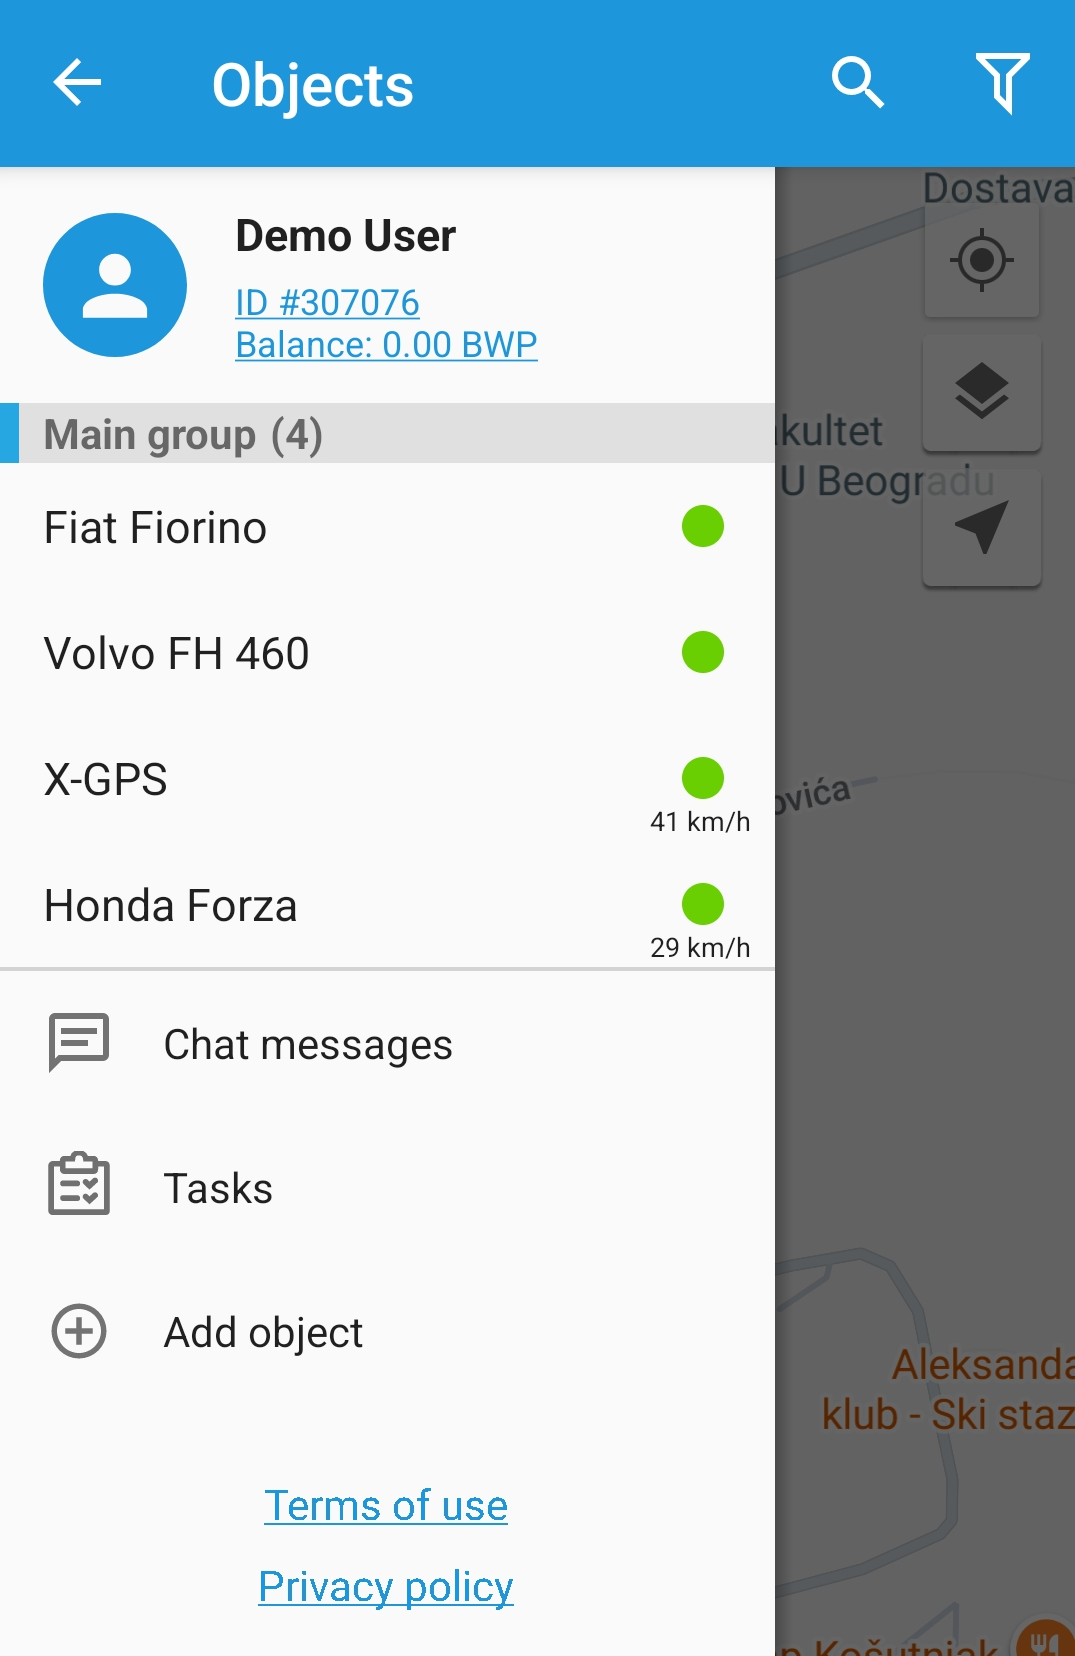 Objects
Demo User
ID #307076
Balance: 0.00 BWP
Main group (4)
Fiat Fiorino
Volvo FH 460
X-GPS
41 km/h
Honda Forza
29 km/h
Chat messages
Tasks
Add object
Terms of use
Privacy policy
Dostava
akultet
U Beogradu
ovića
Aleksanda
klub - Ski staz
p Košutnjak